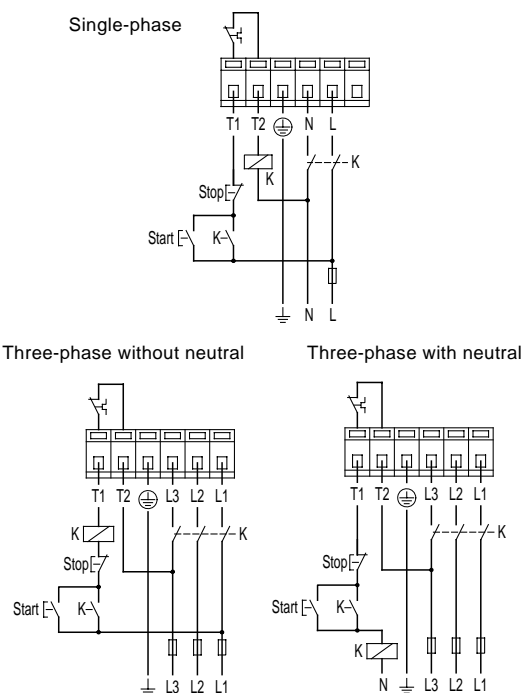 Single-phase
T1 T2 N L
K
K
Stop
Start K
N L
Three-phase without neutral
T1 T2 L3 L2 L1
K K
Stop
Start K
L3 L2 L1
Three-phase with neutral
T1 T2 L3 L2 L1
K
Stop
Start K
K
N L3 L2 L1